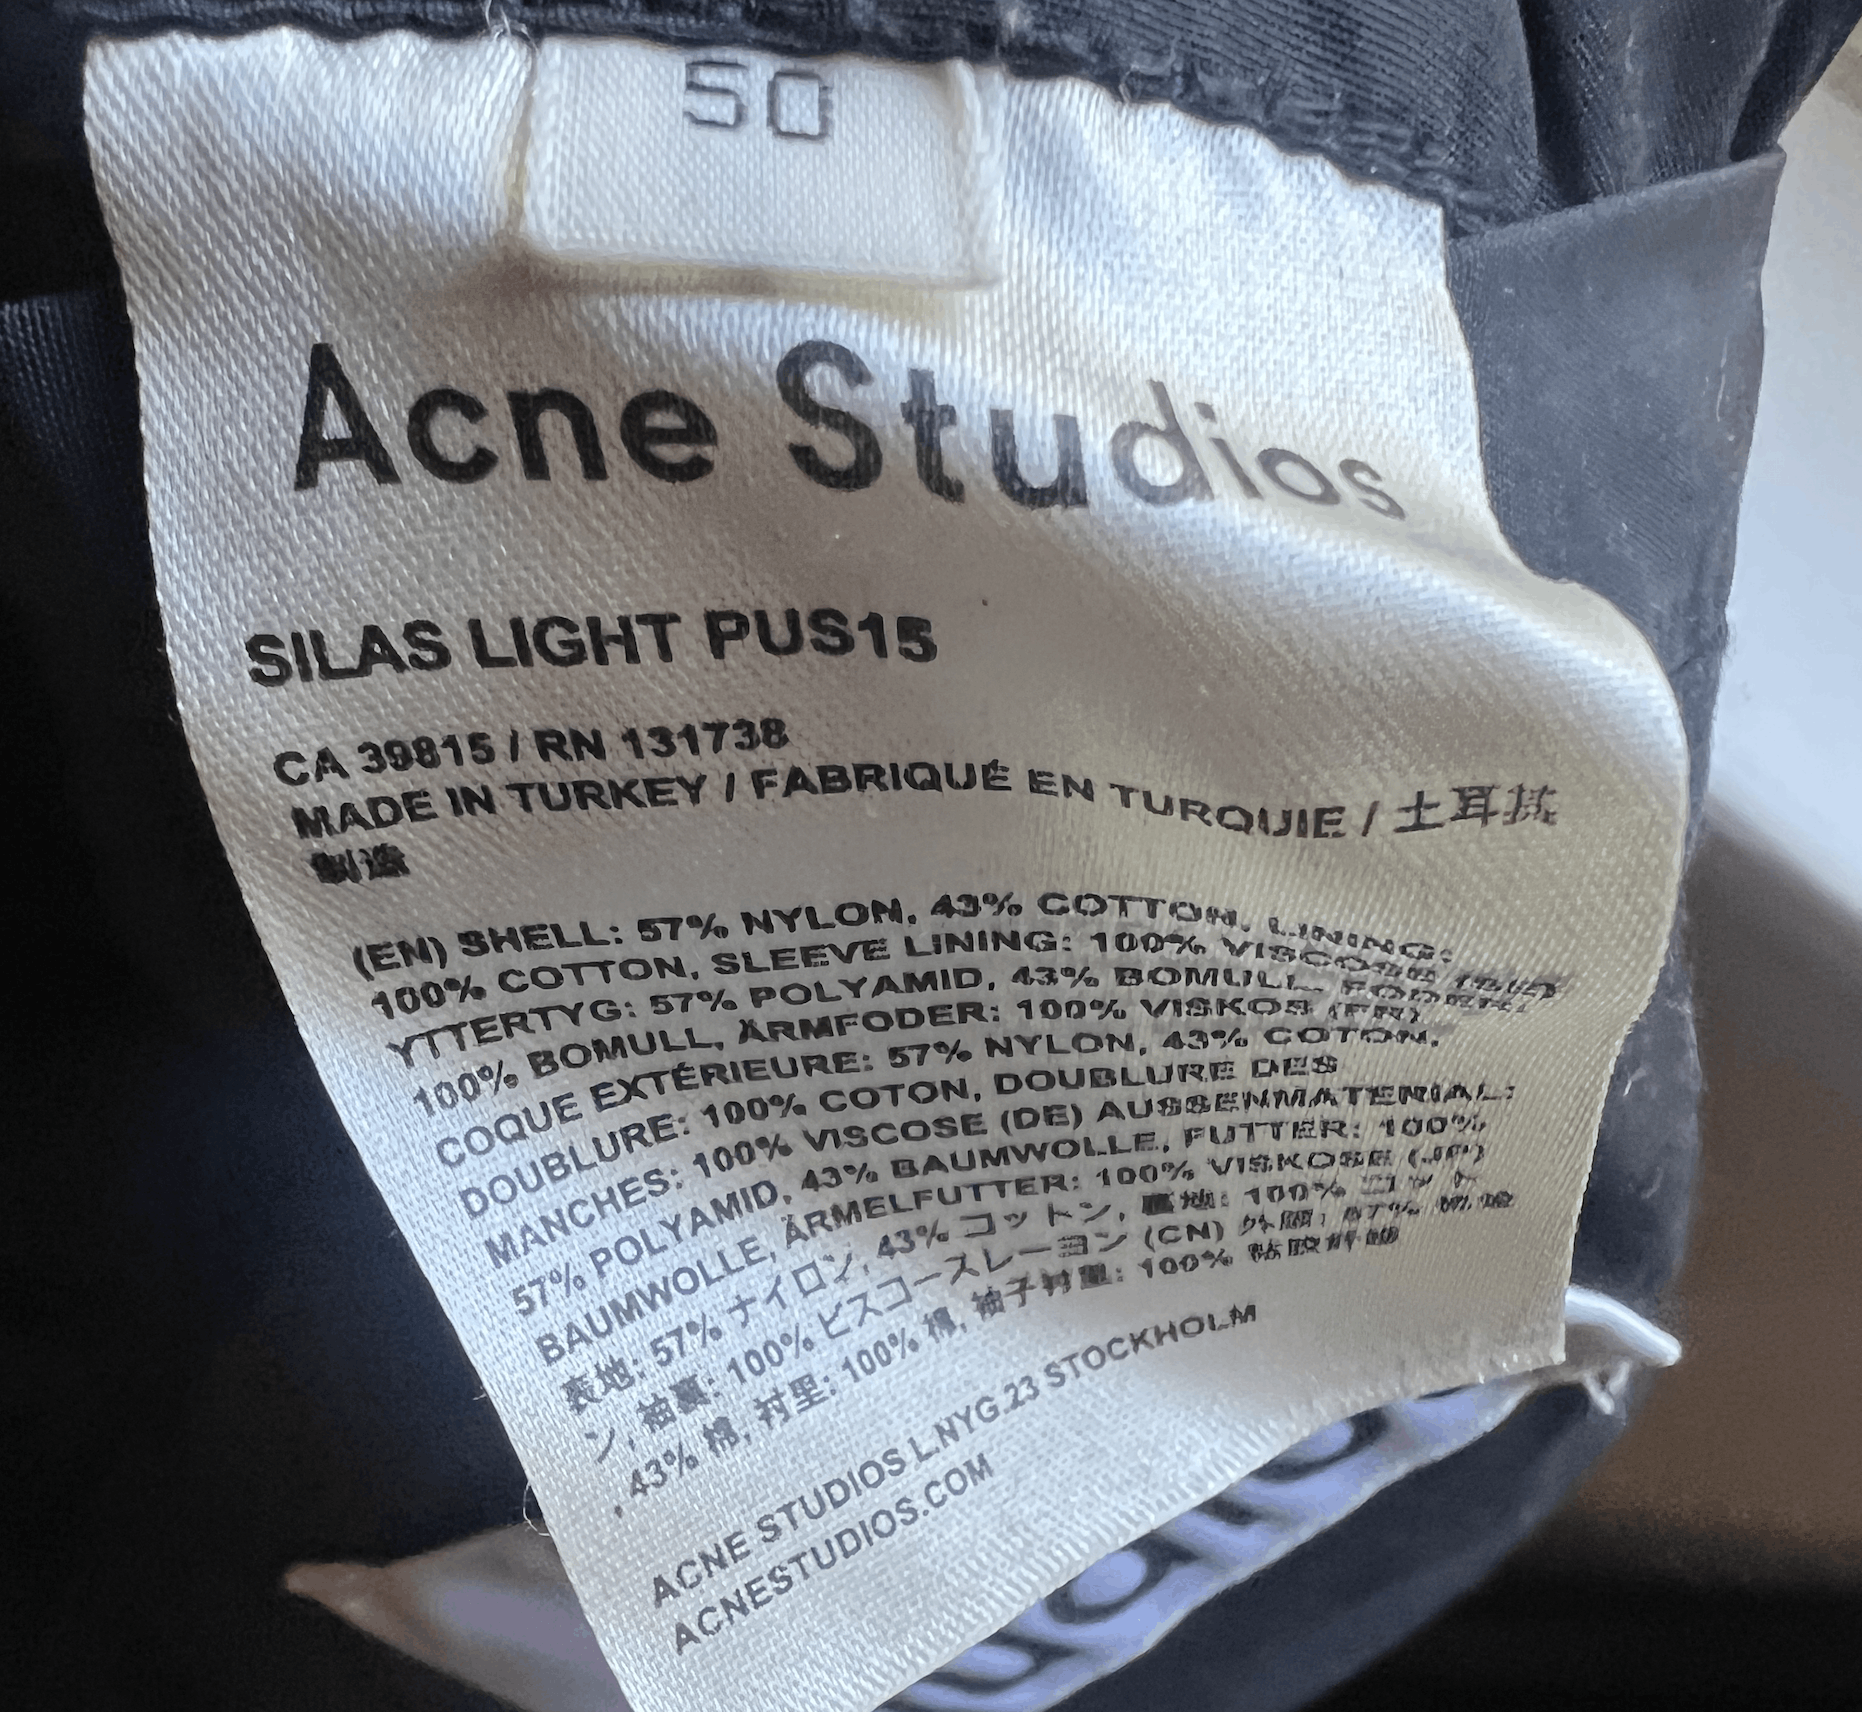 50
Acne Studios
SILAS LIGHT PUS15
CA 39815 / RN 131738
MADE IN TURKEY / FABRIQUÉ EN TURQUIE / 土耳其
制造
(EN) SHELL: 57% NYLON, 43% COTTON, LINING:
100% COTTON, SLEEVE LINING: 100% VISCOSE
YTTERTYG: 57% POLYAMID, 43% BOMULL, FODER:
100% BOMULL, ÄRMFODER: 100% VISKOS (FR)
COQUE EXTÉRIEURE: 57% NYLON, 43% COTON,
DOUBLURE: 100% COTON, DOUBLURE DES
MANCHES: 100% VISCOSE (DE) AUSSENMATERIAL:
57% POLYAMID, 43% BAUMWOLLE, FUTTER: 100%
BAUMWOLLE, ÄRMELFUTTER: 100% VISKOSE (JP)
表地: 57% ナイロン, 43% コットン, 裏地: 100% コット
ン, 袖裏: 100% ビスコースレーヨン (CN) 外层: 57%
, 43% 棉, 衬里: 100% 棉, 袖子衬里: 100% 粘胶纤维
ACNE STUDIOS L.NYG.23 STOCKHOLM
ACNESTUDIOS.COM